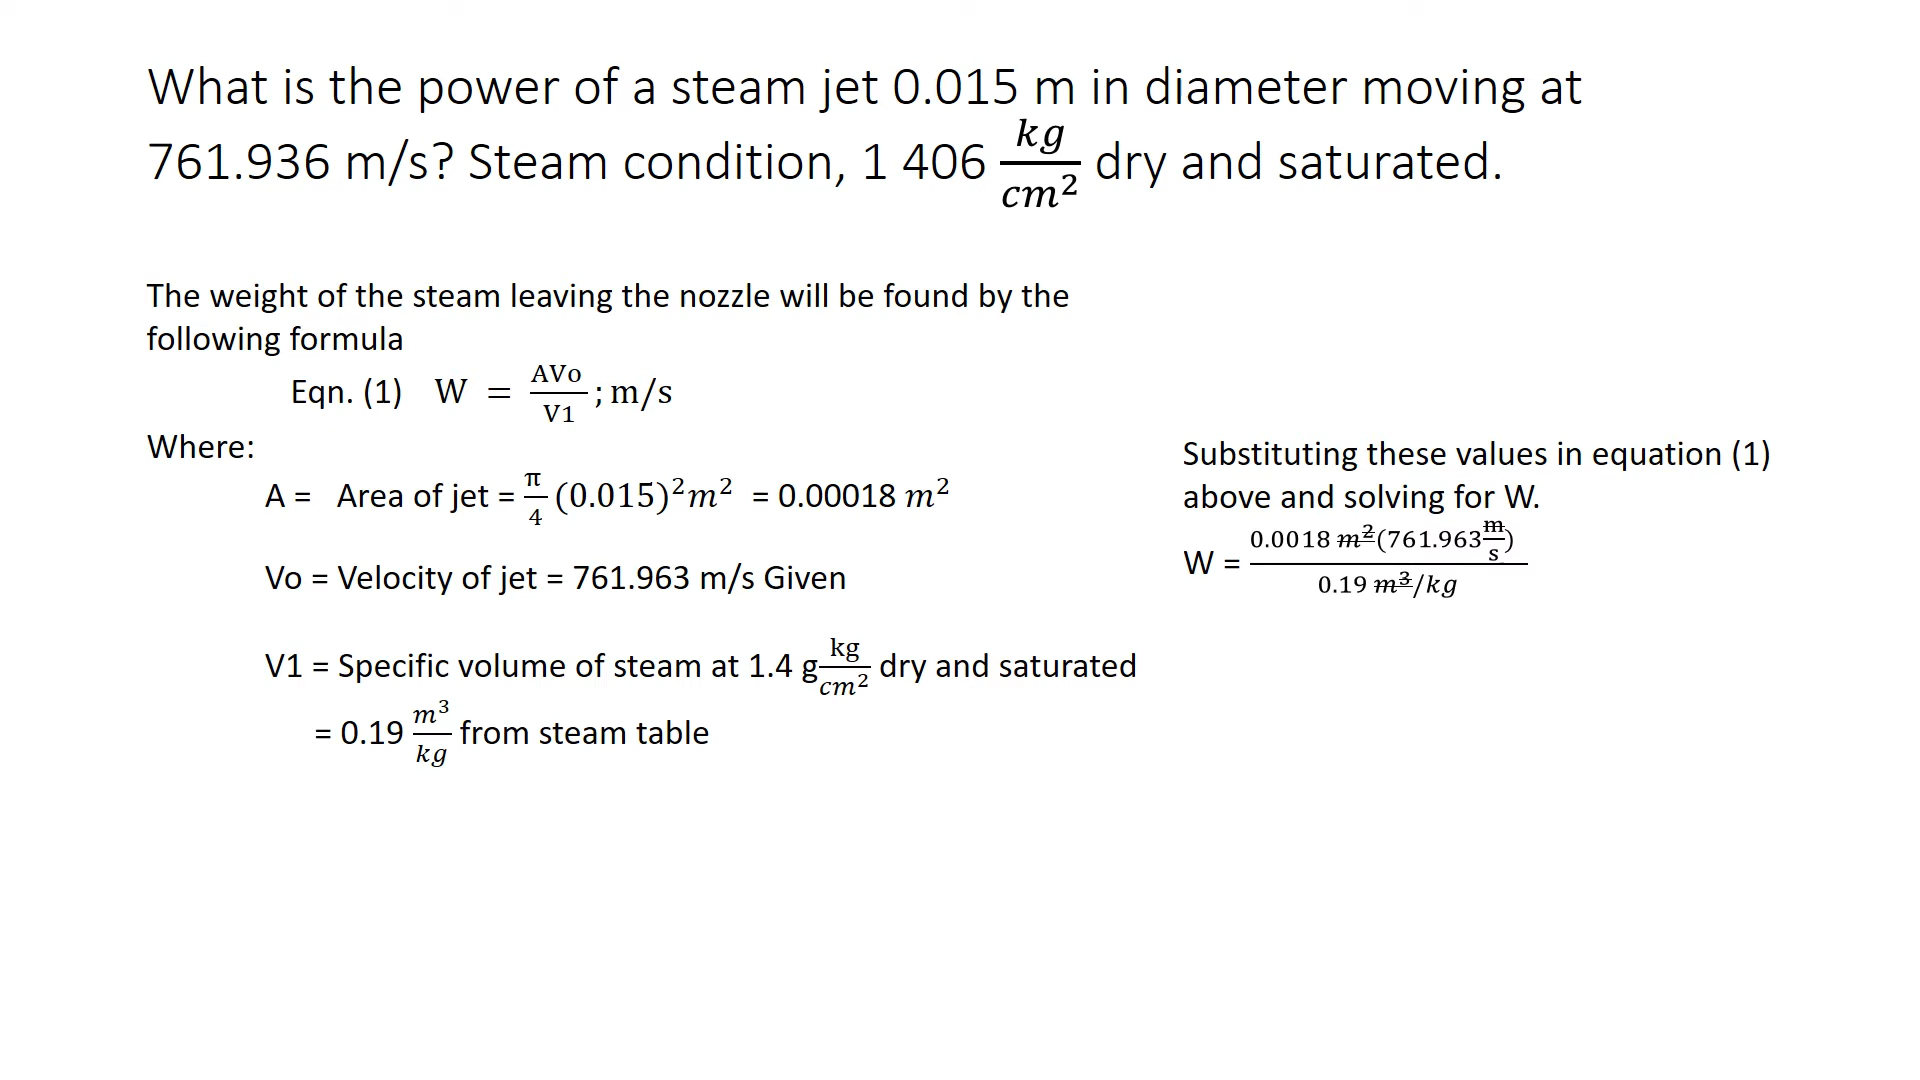 What is the power of a steam jet 0.015 m in diameter moving at
761.936 m/s? Steam condition, 1 406 kg/cm² dry and saturated.
The weight of the steam leaving the nozzle will be found by the
following formula
Eqn. (1) W = AVo/V1 ; m/s
Where:
A = Area of jet = π/4 (0.015)²m² = 0.00018 m²
Vo = Velocity of jet = 761.963 m/s Given
V1 = Specific volume of steam at 1.4 g kg/cm² dry and saturated
= 0.19 m³/kg from steam table
Substituting these values in equation (1)
above and solving for W.
W = 0.0018 m²(761.963 m/s) / 0.19 m³/kg